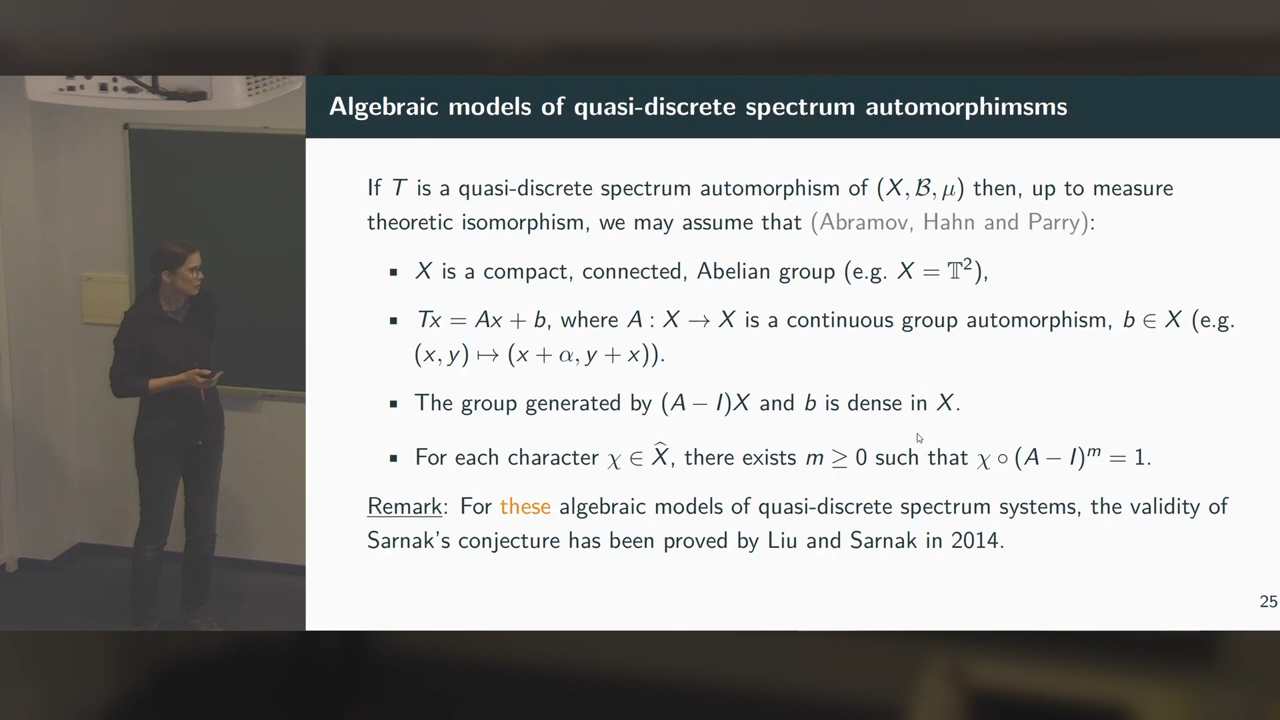 Algebraic models of quasi-discrete spectrum automorphimsms
If T is a quasi-discrete spectrum automorphism of (X, ℬ, μ) then, up to measure
theoretic isomorphism, we may assume that (Abramov, Hahn and Parry):
▪ X is a compact, connected, Abelian group (e.g. X = 𝕋²),
▪ Tx = Ax + b, where A : X → X is a continuous group automorphism, b ∈ X (e.g.
(x, y) ↦ (x + α, y + x)).
▪ The group generated by (A − I)X and b is dense in X.
▪ For each character χ ∈ X̂, there exists m ≥ 0 such that χ ∘ (A − I)ᵐ = 1.
Remark: For these algebraic models of quasi-discrete spectrum systems, the validity of
Sarnak's conjecture has been proved by Liu and Sarnak in 2014.
25